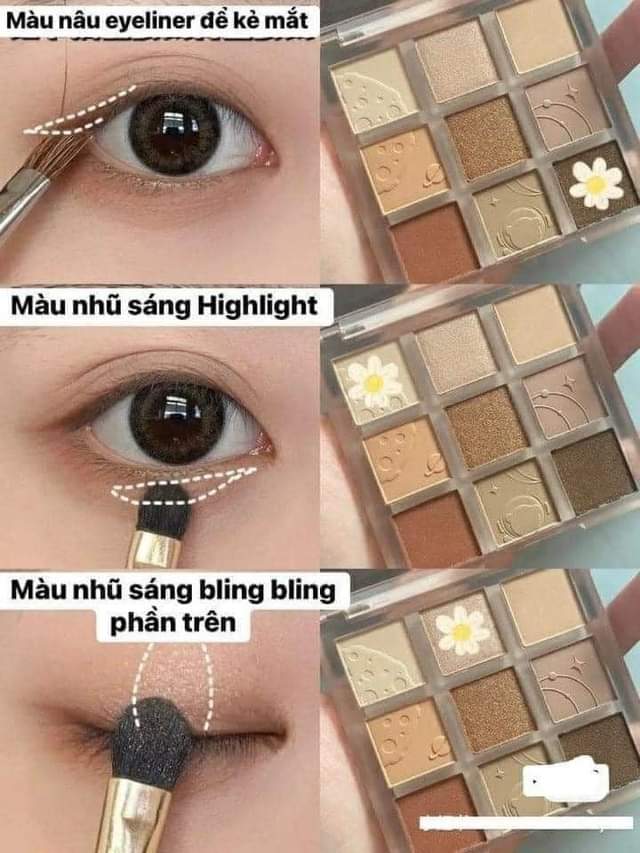 Màu nâu eyeliner để kẻ mắt
Màu nhũ sáng Highlight
Màu nhũ sáng bling bling
phần trên